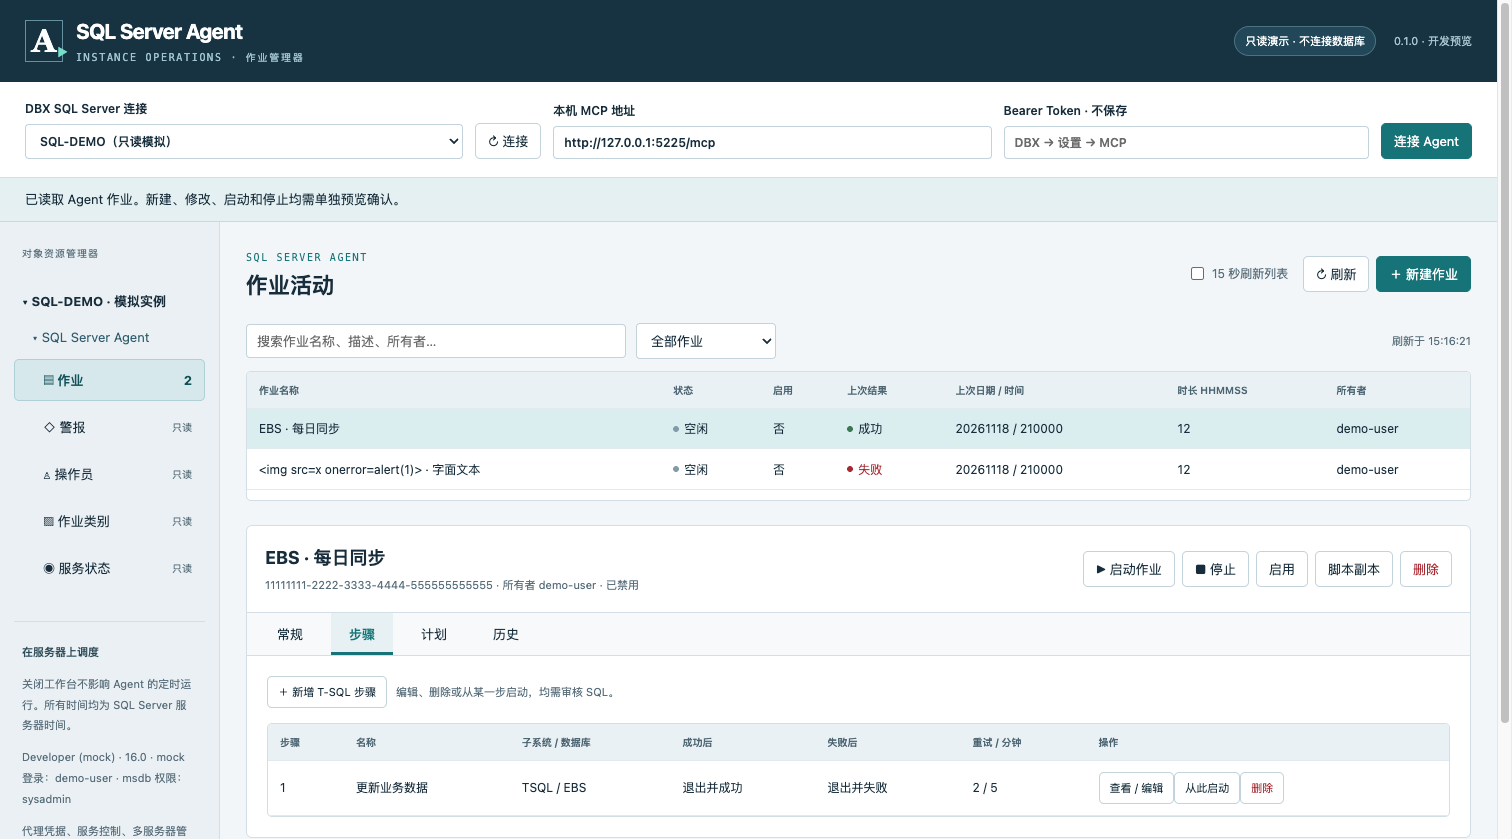 A
SQL Server Agent
INSTANCE OPERATIONS · 作业管理器
只读演示 · 不连接数据库
0.1.0 · 开发预览
DBX SQL Server 连接
SQL-DEMO（只读模拟）
↻ 连接
本机 MCP 地址
http://127.0.0.1:5225/mcp
Bearer Token · 不保存
DBX → 设置 → MCP
连接 Agent
已读取 Agent 作业。新建、修改、启动和停止均需单独预览确认。
对象资源管理器
▾ SQL-DEMO · 模拟实例
▾ SQL Server Agent
▤ 作业 2
◇ 警报 只读
♙ 操作员 只读
▧ 作业类别 只读
◉ 服务状态 只读
在服务器上调度
关闭工作台不影响 Agent 的定时运
行。所有时间均为 SQL Server 服
务器时间。
Developer (mock) · 16.0 · mock
登录：demo-user · msdb 权限：
sysadmin
代理凭据、服务控制、多服务器管
SQL SERVER AGENT
作业活动
15 秒刷新列表
↻ 刷新
＋ 新建作业
搜索作业名称、描述、所有者...
全部作业
刷新于 15:16:21
作业名称 状态 启用 上次结果 上次日期 / 时间 时长 HHMMSS 所有者
EBS · 每日同步 空闲 否 成功 20261118 / 210000 12 demo-user
<img src=x onerror=alert(1)> · 字面文本 空闲 否 失败 20261118 / 210000 12 demo-user
EBS · 每日同步
11111111-2222-3333-4444-555555555555 · 所有者 demo-user · 已禁用
▶ 启动作业
■ 停止
启用
脚本副本
删除
常规 步骤 计划 历史
＋ 新增 T-SQL 步骤
编辑、删除或从某一步启动，均需审核 SQL。
步骤 名称 子系统 / 数据库 成功后 失败后 重试 / 分钟 操作
1 更新业务数据 TSQL / EBS 退出并成功 退出并失败 2 / 5 查看 / 编辑 从此启动 删除